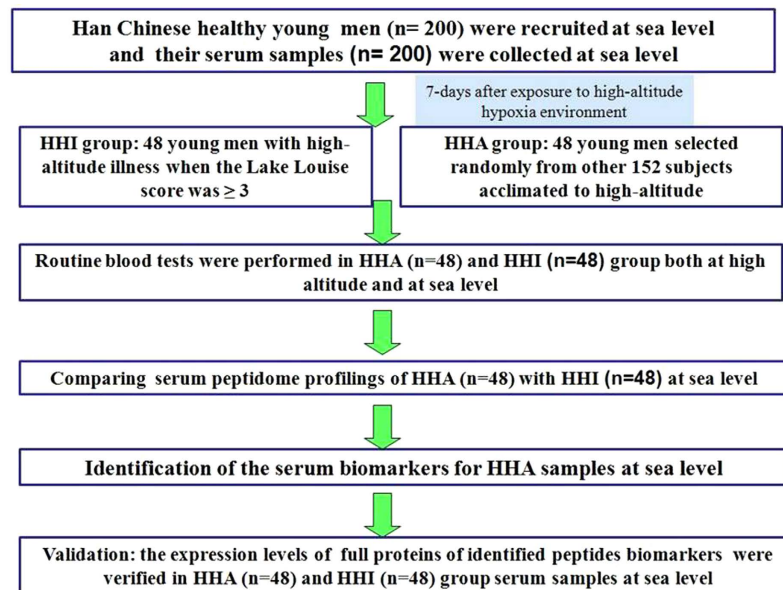 Han Chinese healthy young men (n= 200) were recruited at sea level
and their serum samples (n= 200) were collected at sea level
7-days after exposure to high-altitude
hypoxia environment
HHI group: 48 young men with high-
altitude illness when the Lake Louise
score was ≥ 3
HHA group: 48 young men selected
randomly from other 152 subjects
acclimated to high-altitude
Routine blood tests were performed in HHA (n=48) and HHI (n=48) group both at high
altitude and at sea level
Comparing serum peptidome profilings of HHA (n=48) with HHI (n=48) at sea level
Identification of the serum biomarkers for HHA samples at sea level
Validation: the expression levels of full proteins of identified peptides biomarkers were
verified in HHA (n=48) and HHI (n=48) group serum samples at sea level